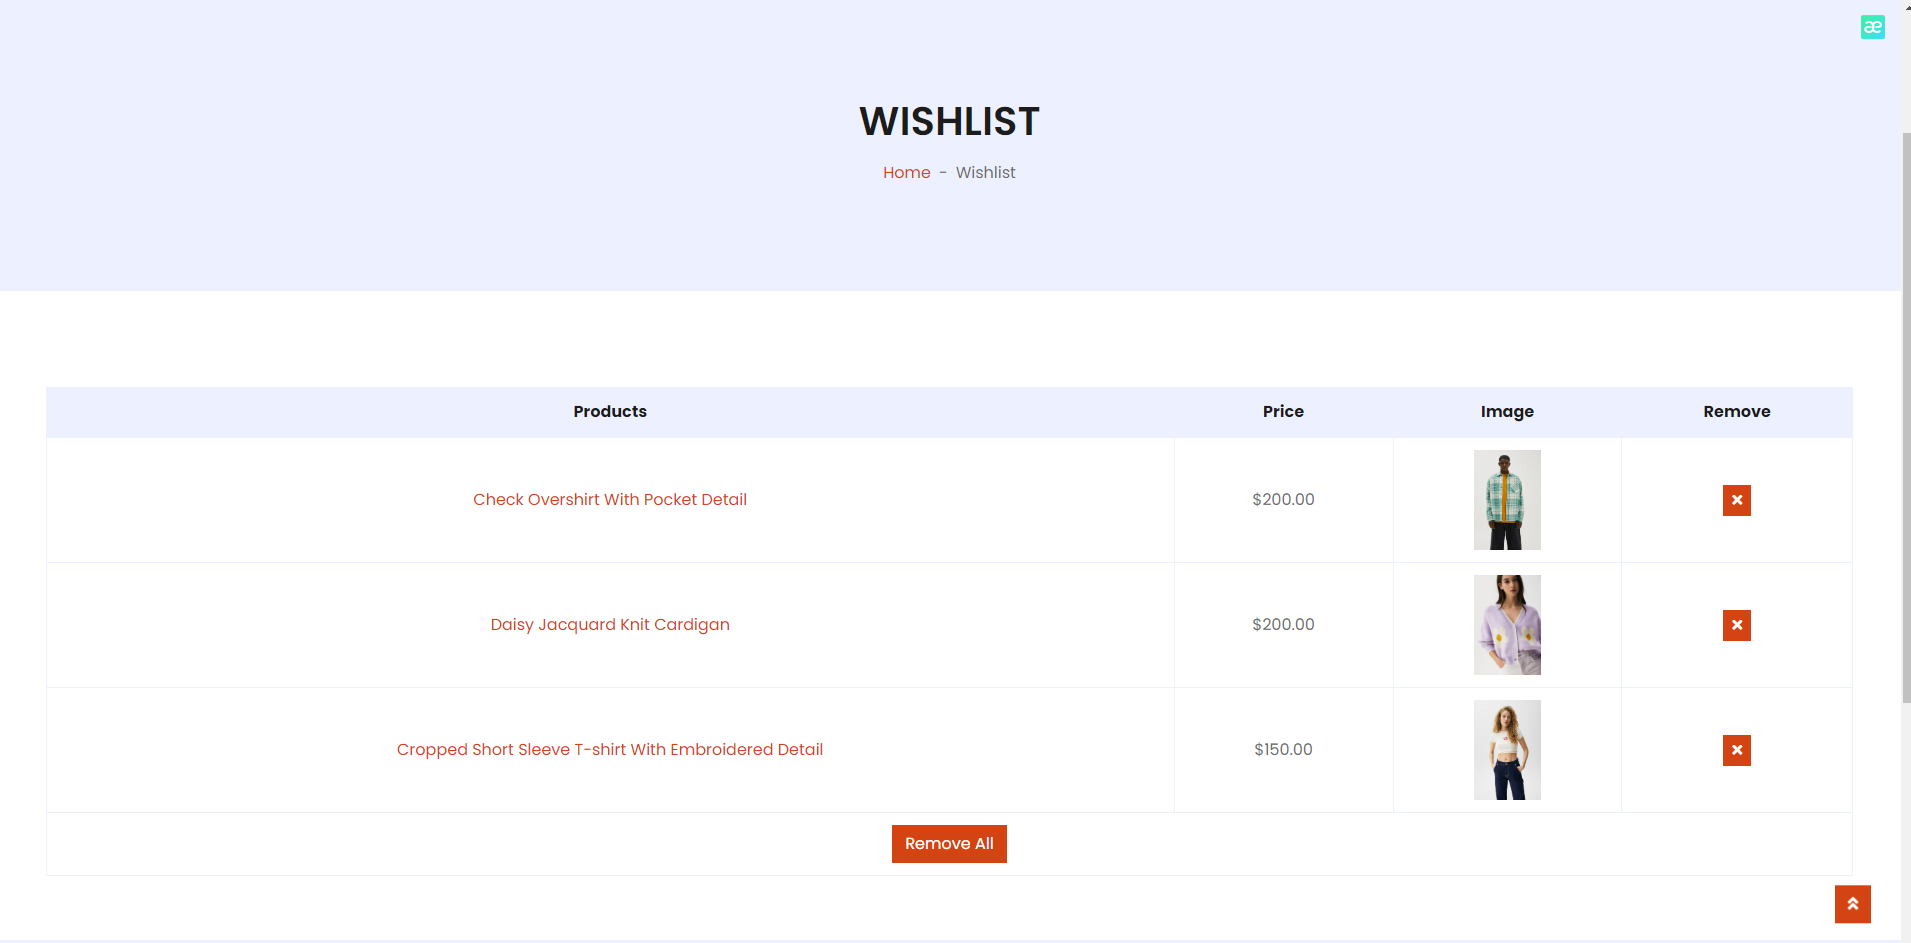 æ
WISHLIST
Home - Wishlist
Products Price Image Remove
Check Overshirt With Pocket Detail $200.00
Daisy Jacquard Knit Cardigan $200.00
Cropped Short Sleeve T-shirt With Embroidered Detail $150.00
Remove All